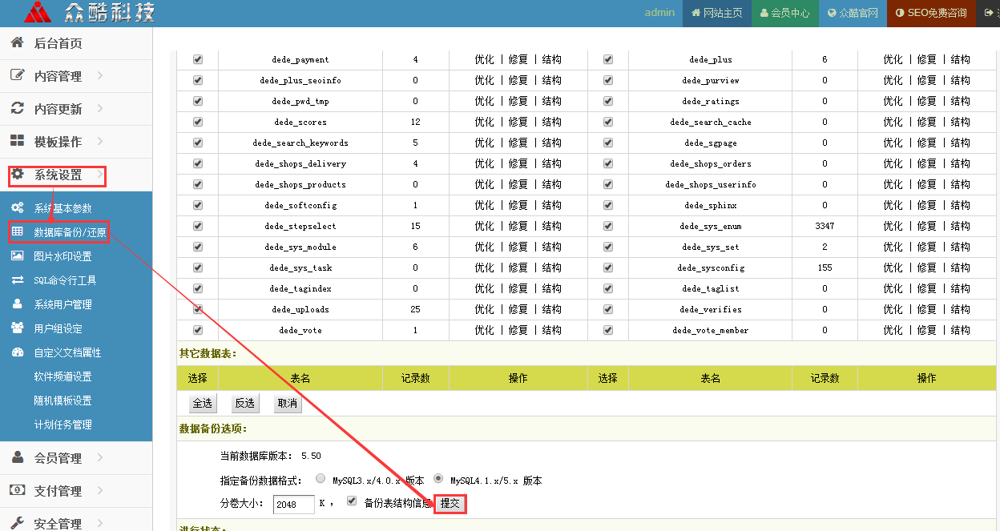 众酷科技
admin 网站主页 会员中心 众酷官网 SEO免费咨询
后台首页
内容管理
内容更新
模板操作
系统设置
系统基本参数
数据库备份/还原
图片水印设置
SQL命令行工具
系统用户管理
用户组设定
自定义文档属性
软件频道设置
随机模板设置
计划任务管理
会员管理
支付管理
安全管理
dede_payment 4 优化 | 修复 | 结构 dede_plus 6 优化 | 修复 | 结构
dede_plus_seoinfo 0 优化 | 修复 | 结构 dede_purview 0 优化 | 修复 | 结构
dede_pwd_tmp 0 优化 | 修复 | 结构 dede_ratings 0 优化 | 修复 | 结构
dede_scores 12 优化 | 修复 | 结构 dede_search_cache 0 优化 | 修复 | 结构
dede_search_keywords 5 优化 | 修复 | 结构 dede_sgpage 0 优化 | 修复 | 结构
dede_shops_delivery 4 优化 | 修复 | 结构 dede_shops_orders 0 优化 | 修复 | 结构
dede_shops_products 0 优化 | 修复 | 结构 dede_shops_userinfo 0 优化 | 修复 | 结构
dede_softconfig 1 优化 | 修复 | 结构 dede_sphinx 0 优化 | 修复 | 结构
dede_stepselect 15 优化 | 修复 | 结构 dede_sys_enum 3347 优化 | 修复 | 结构
dede_sys_module 6 优化 | 修复 | 结构 dede_sys_set 2 优化 | 修复 | 结构
dede_sys_task 0 优化 | 修复 | 结构 dede_sysconfig 155 优化 | 修复 | 结构
dede_tagindex 0 优化 | 修复 | 结构 dede_taglist 0 优化 | 修复 | 结构
dede_uploads 25 优化 | 修复 | 结构 dede_verifies 0 优化 | 修复 | 结构
dede_vote 1 优化 | 修复 | 结构 dede_vote_member 0 优化 | 修复 | 结构
其它数据表：
选择 表名 记录数 操作 选择 表名 记录数 操作
全选 反选 取消
数据备份选项：
当前数据库版本： 5.50
指定备份数据格式： MySQL3.x/4.0.x 版本 MySQL4.1.x/5.x 版本
分卷大小： 2048 K ， 备份表结构信息 提交
进行状态：